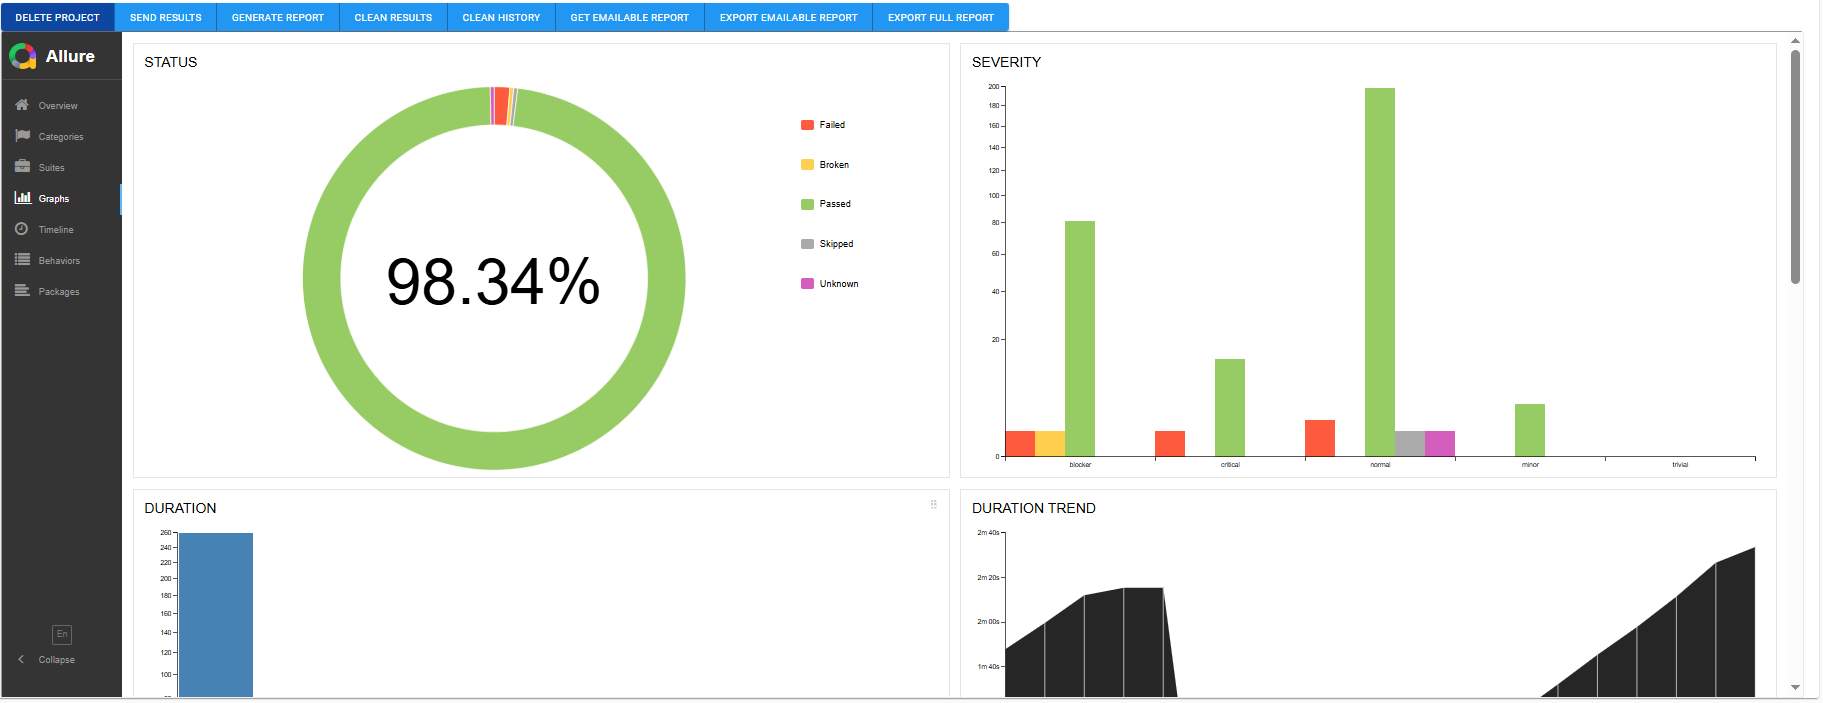 DELETE PROJECT
SEND RESULTS
GENERATE REPORT
CLEAN RESULTS
CLEAN HISTORY
GET EMAILABLE REPORT
EXPORT EMAILABLE REPORT
EXPORT FULL REPORT
Allure
Overview
Categories
Suites
Graphs
Timeline
Behaviors
Packages
En
Collapse
STATUS
98.34%
Failed
Broken
Passed
Skipped
Unknown
SEVERITY
200
180
160
140
120
100
80
60
40
20
0
blocker
critical
normal
minor
trivial
DURATION
260
240
220
200
180
160
140
120
100
DURATION TREND
2m 40s
2m 20s
2m 00s
1m 40s